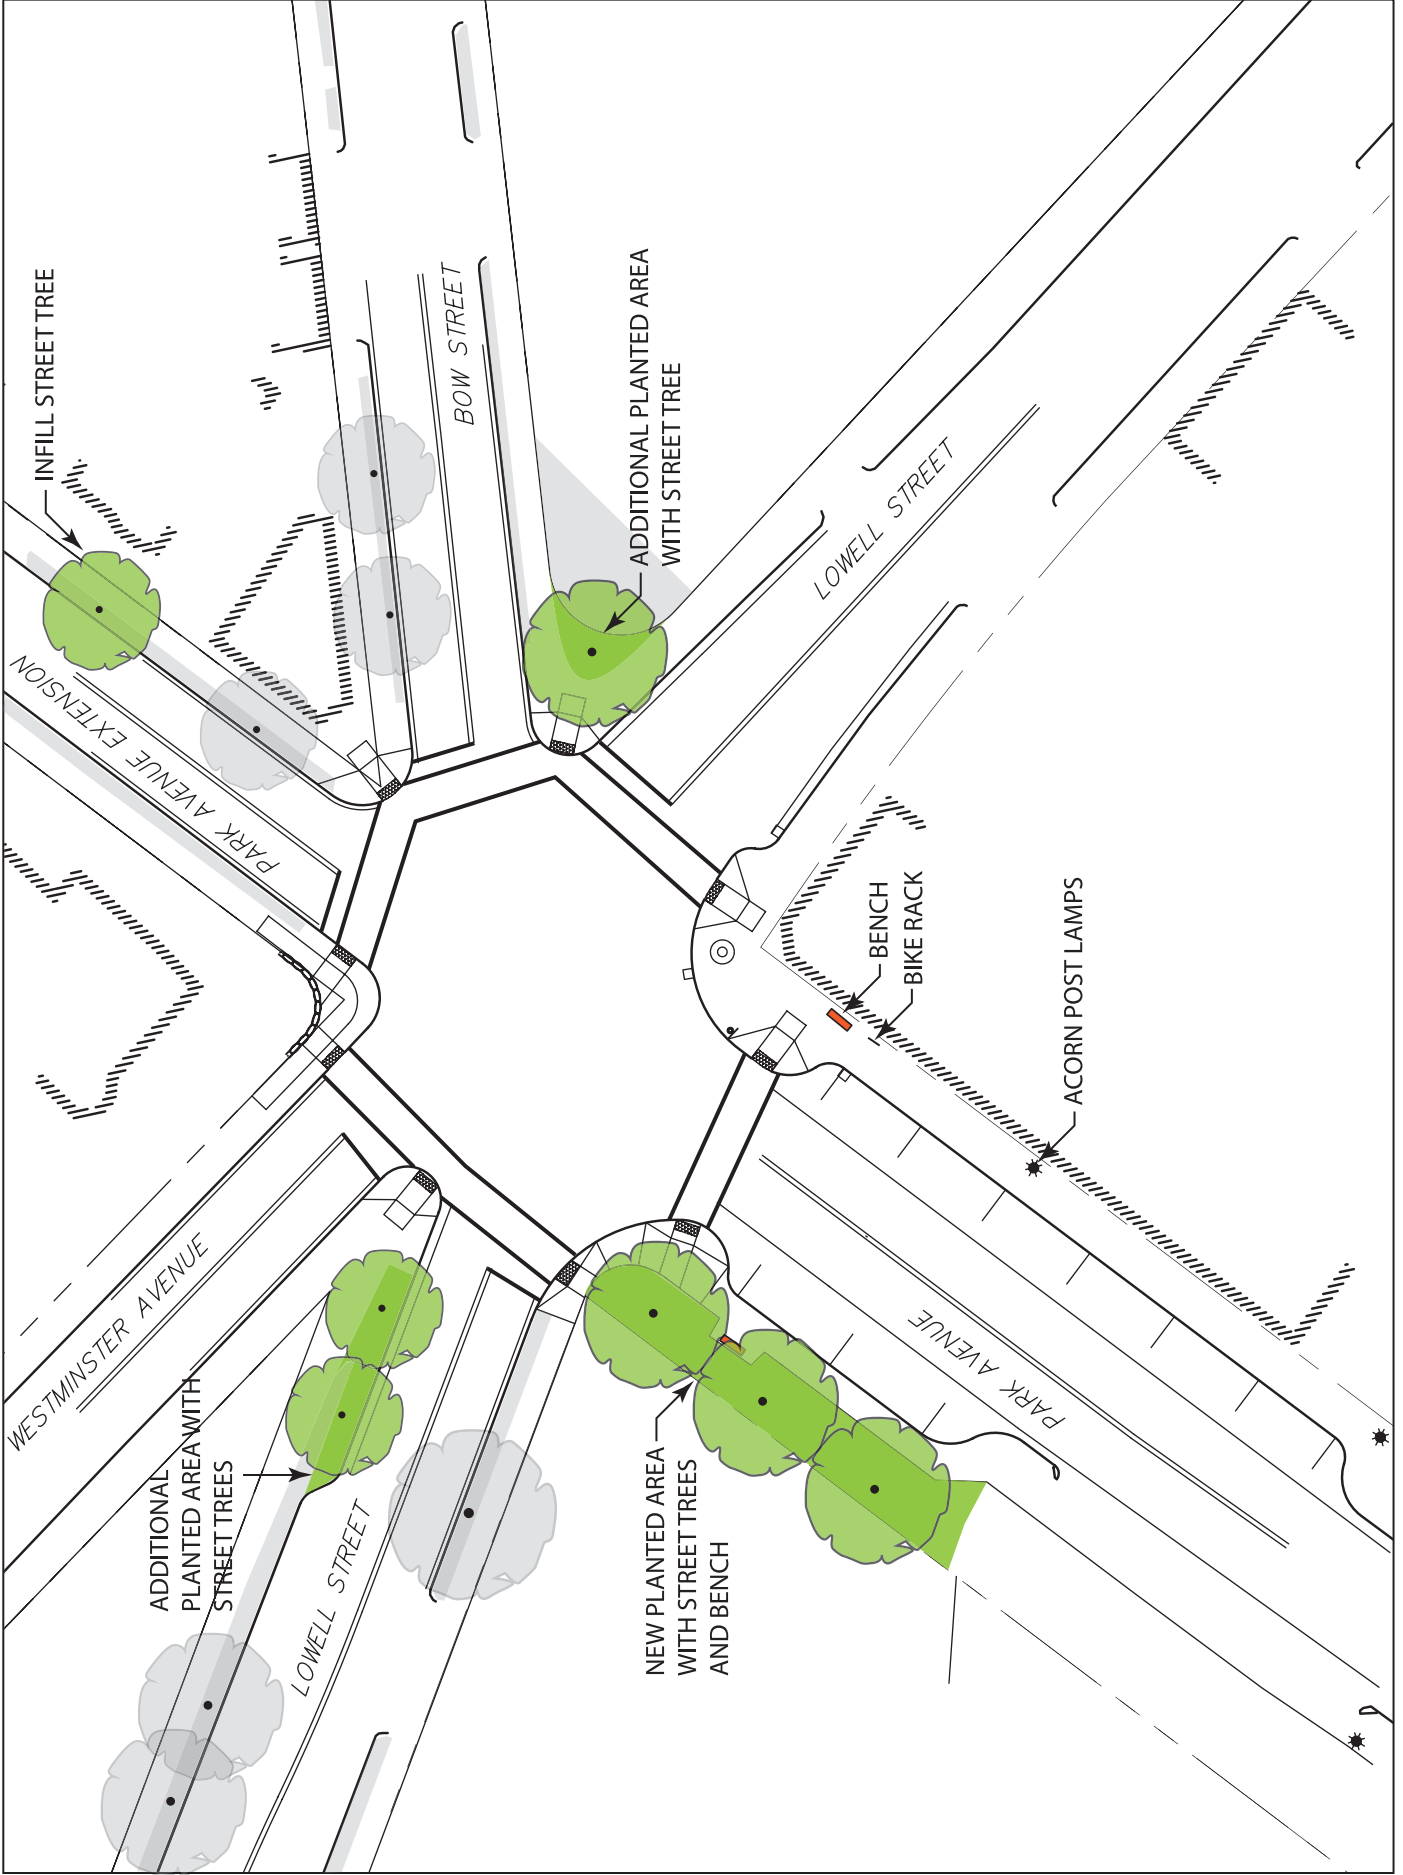 INFILL STREET TREE
BOW STREET
ADDITIONAL PLANTED AREA
WITH STREET TREE
LOWELL STREET
PARK AVENUE EXTENSION
BENCH
BIKE RACK
ACORN POST LAMPS
WESTMINSTER AVENUE
ADDITIONAL
PLANTED AREA WITH
STREET TREES
LOWELL STREET
NEW PLANTED AREA
WITH STREET TREES
AND BENCH
PARK AVENUE